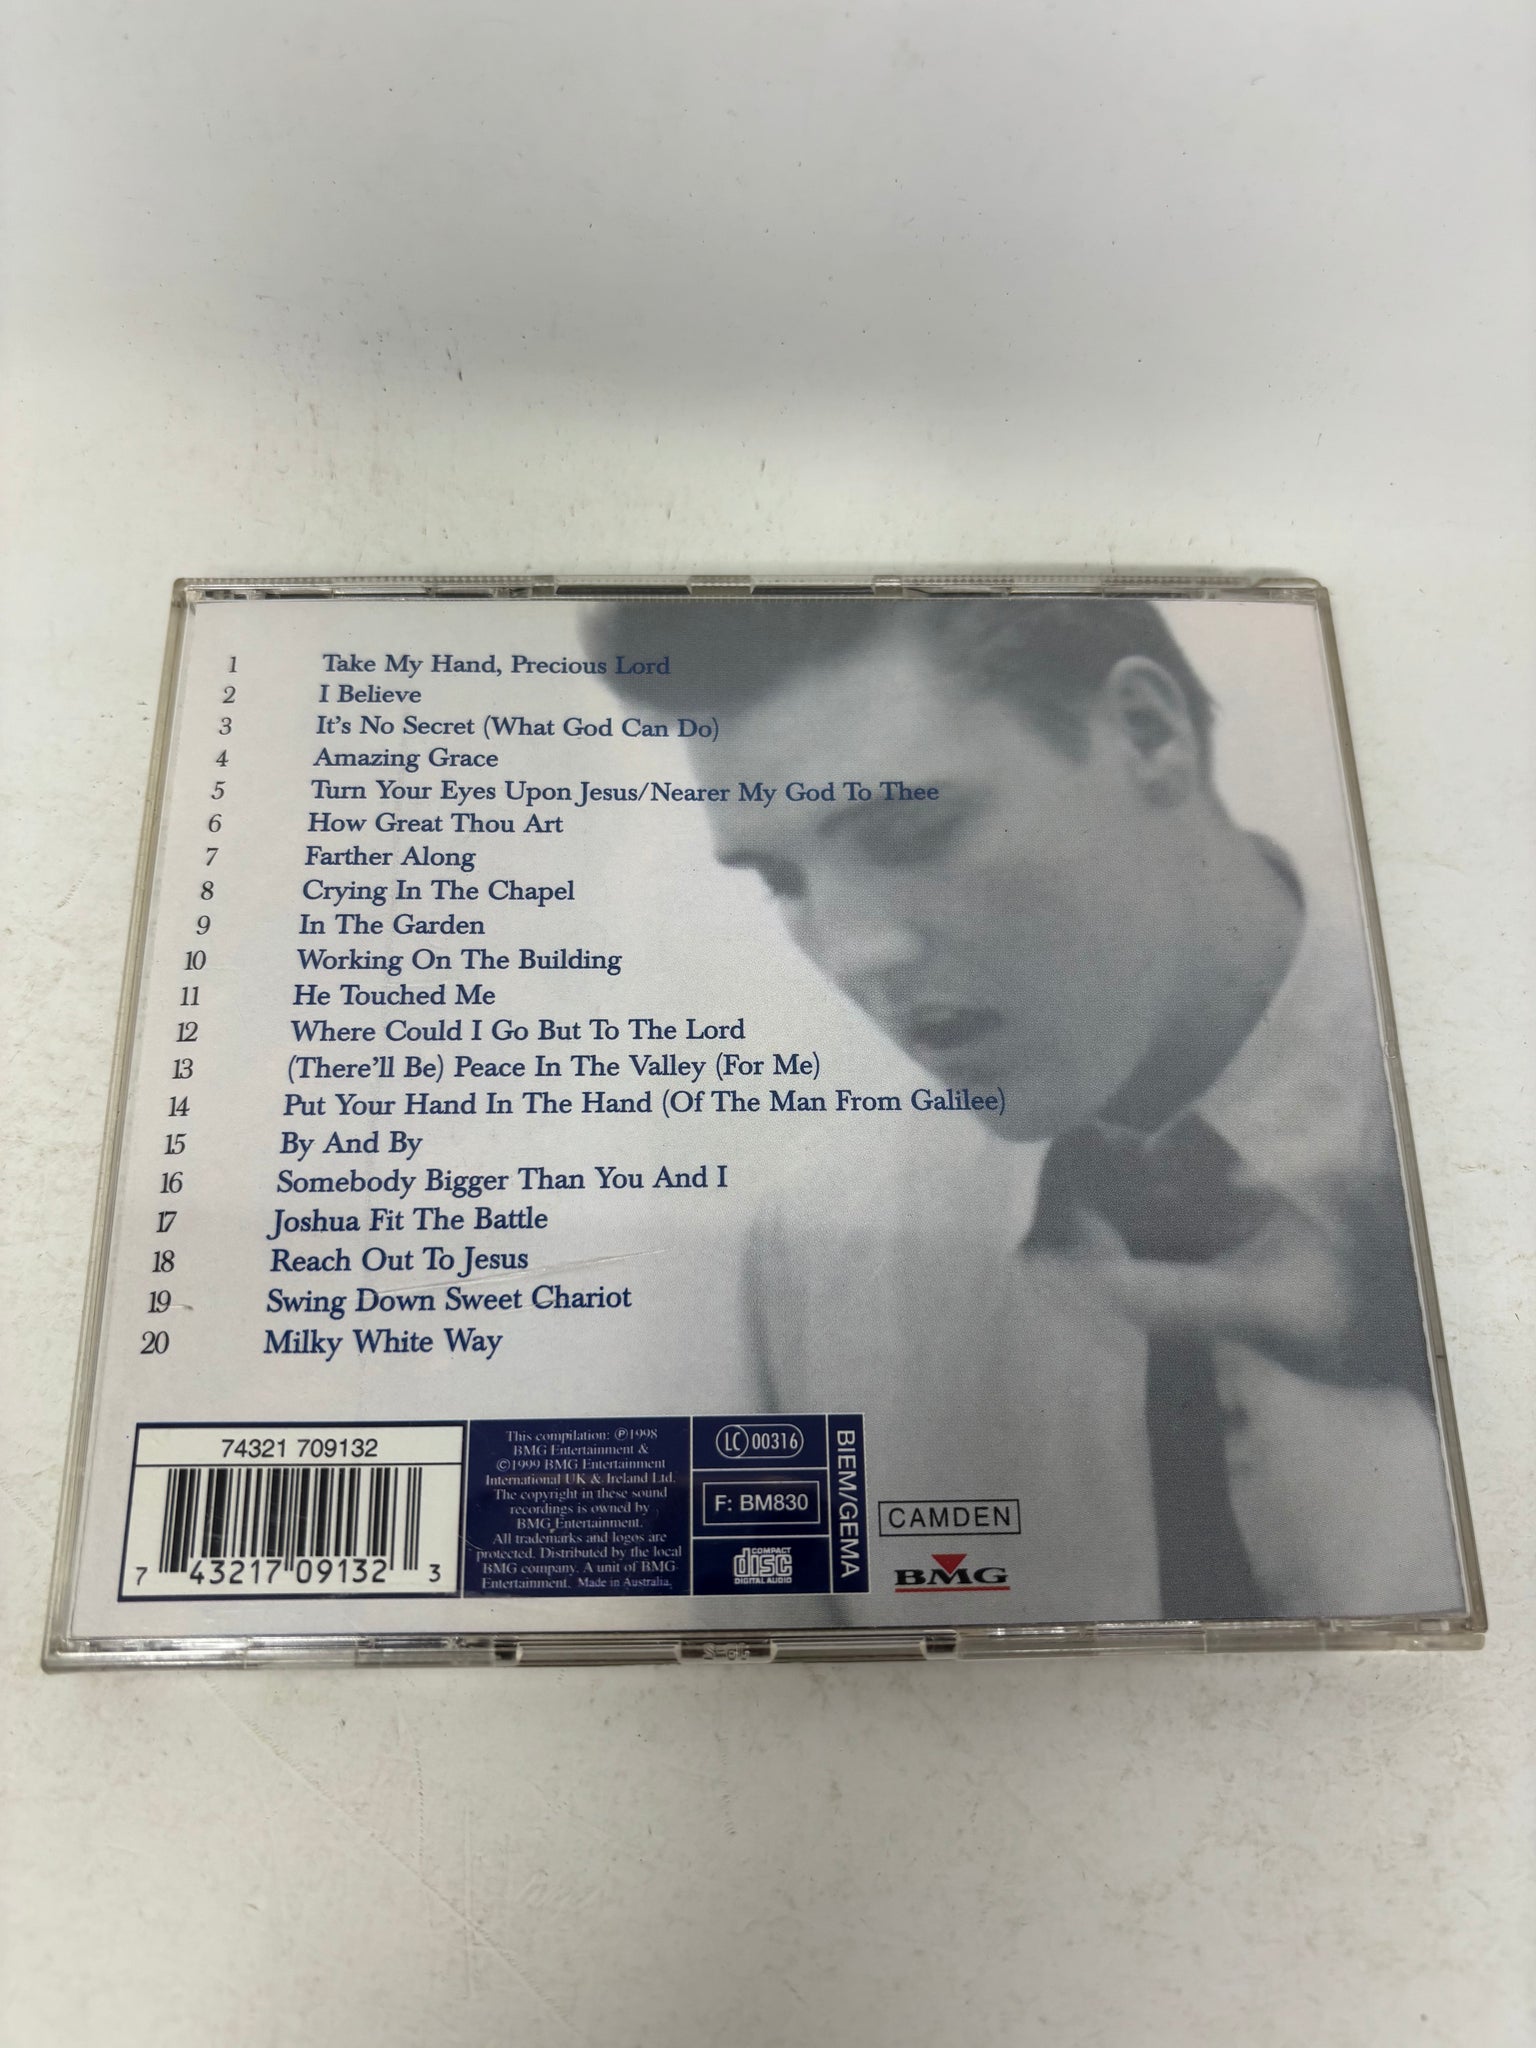 1 Take My Hand, Precious Lord
2 I Believe
3 It's No Secret (What God Can Do)
4 Amazing Grace
5 Turn Your Eyes Upon Jesus/Nearer My God To Thee
6 How Great Thou Art
7 Farther Along
8 Crying In The Chapel
9 In The Garden
10 Working On The Building
11 He Touched Me
12 Where Could I Go But To The Lord
13 (There'll Be) Peace In The Valley (For Me)
14 Put Your Hand In The Hand (Of The Man From Galilee)
15 By And By
16 Somebody Bigger Than You And I
17 Joshua Fit The Battle
18 Reach Out To Jesus
19 Swing Down Sweet Chariot
20 Milky White Way
74321 709132
7 43217 09132 3
This compilation: ℗1998
BMG Entertainment &
©1999 BMG Entertainment
International UK & Ireland Ltd.
The copyright in these sound
recordings is owned by
BMG Entertainment.
All trademarks and logos are
protected. Distributed by the local
BMG company. A unit of BMG
Entertainment. Made in Australia.
LC 00316
F: BM830
COMPACT
disc
DIGITAL AUDIO
BIEM/GEMA
CAMDEN
BMG